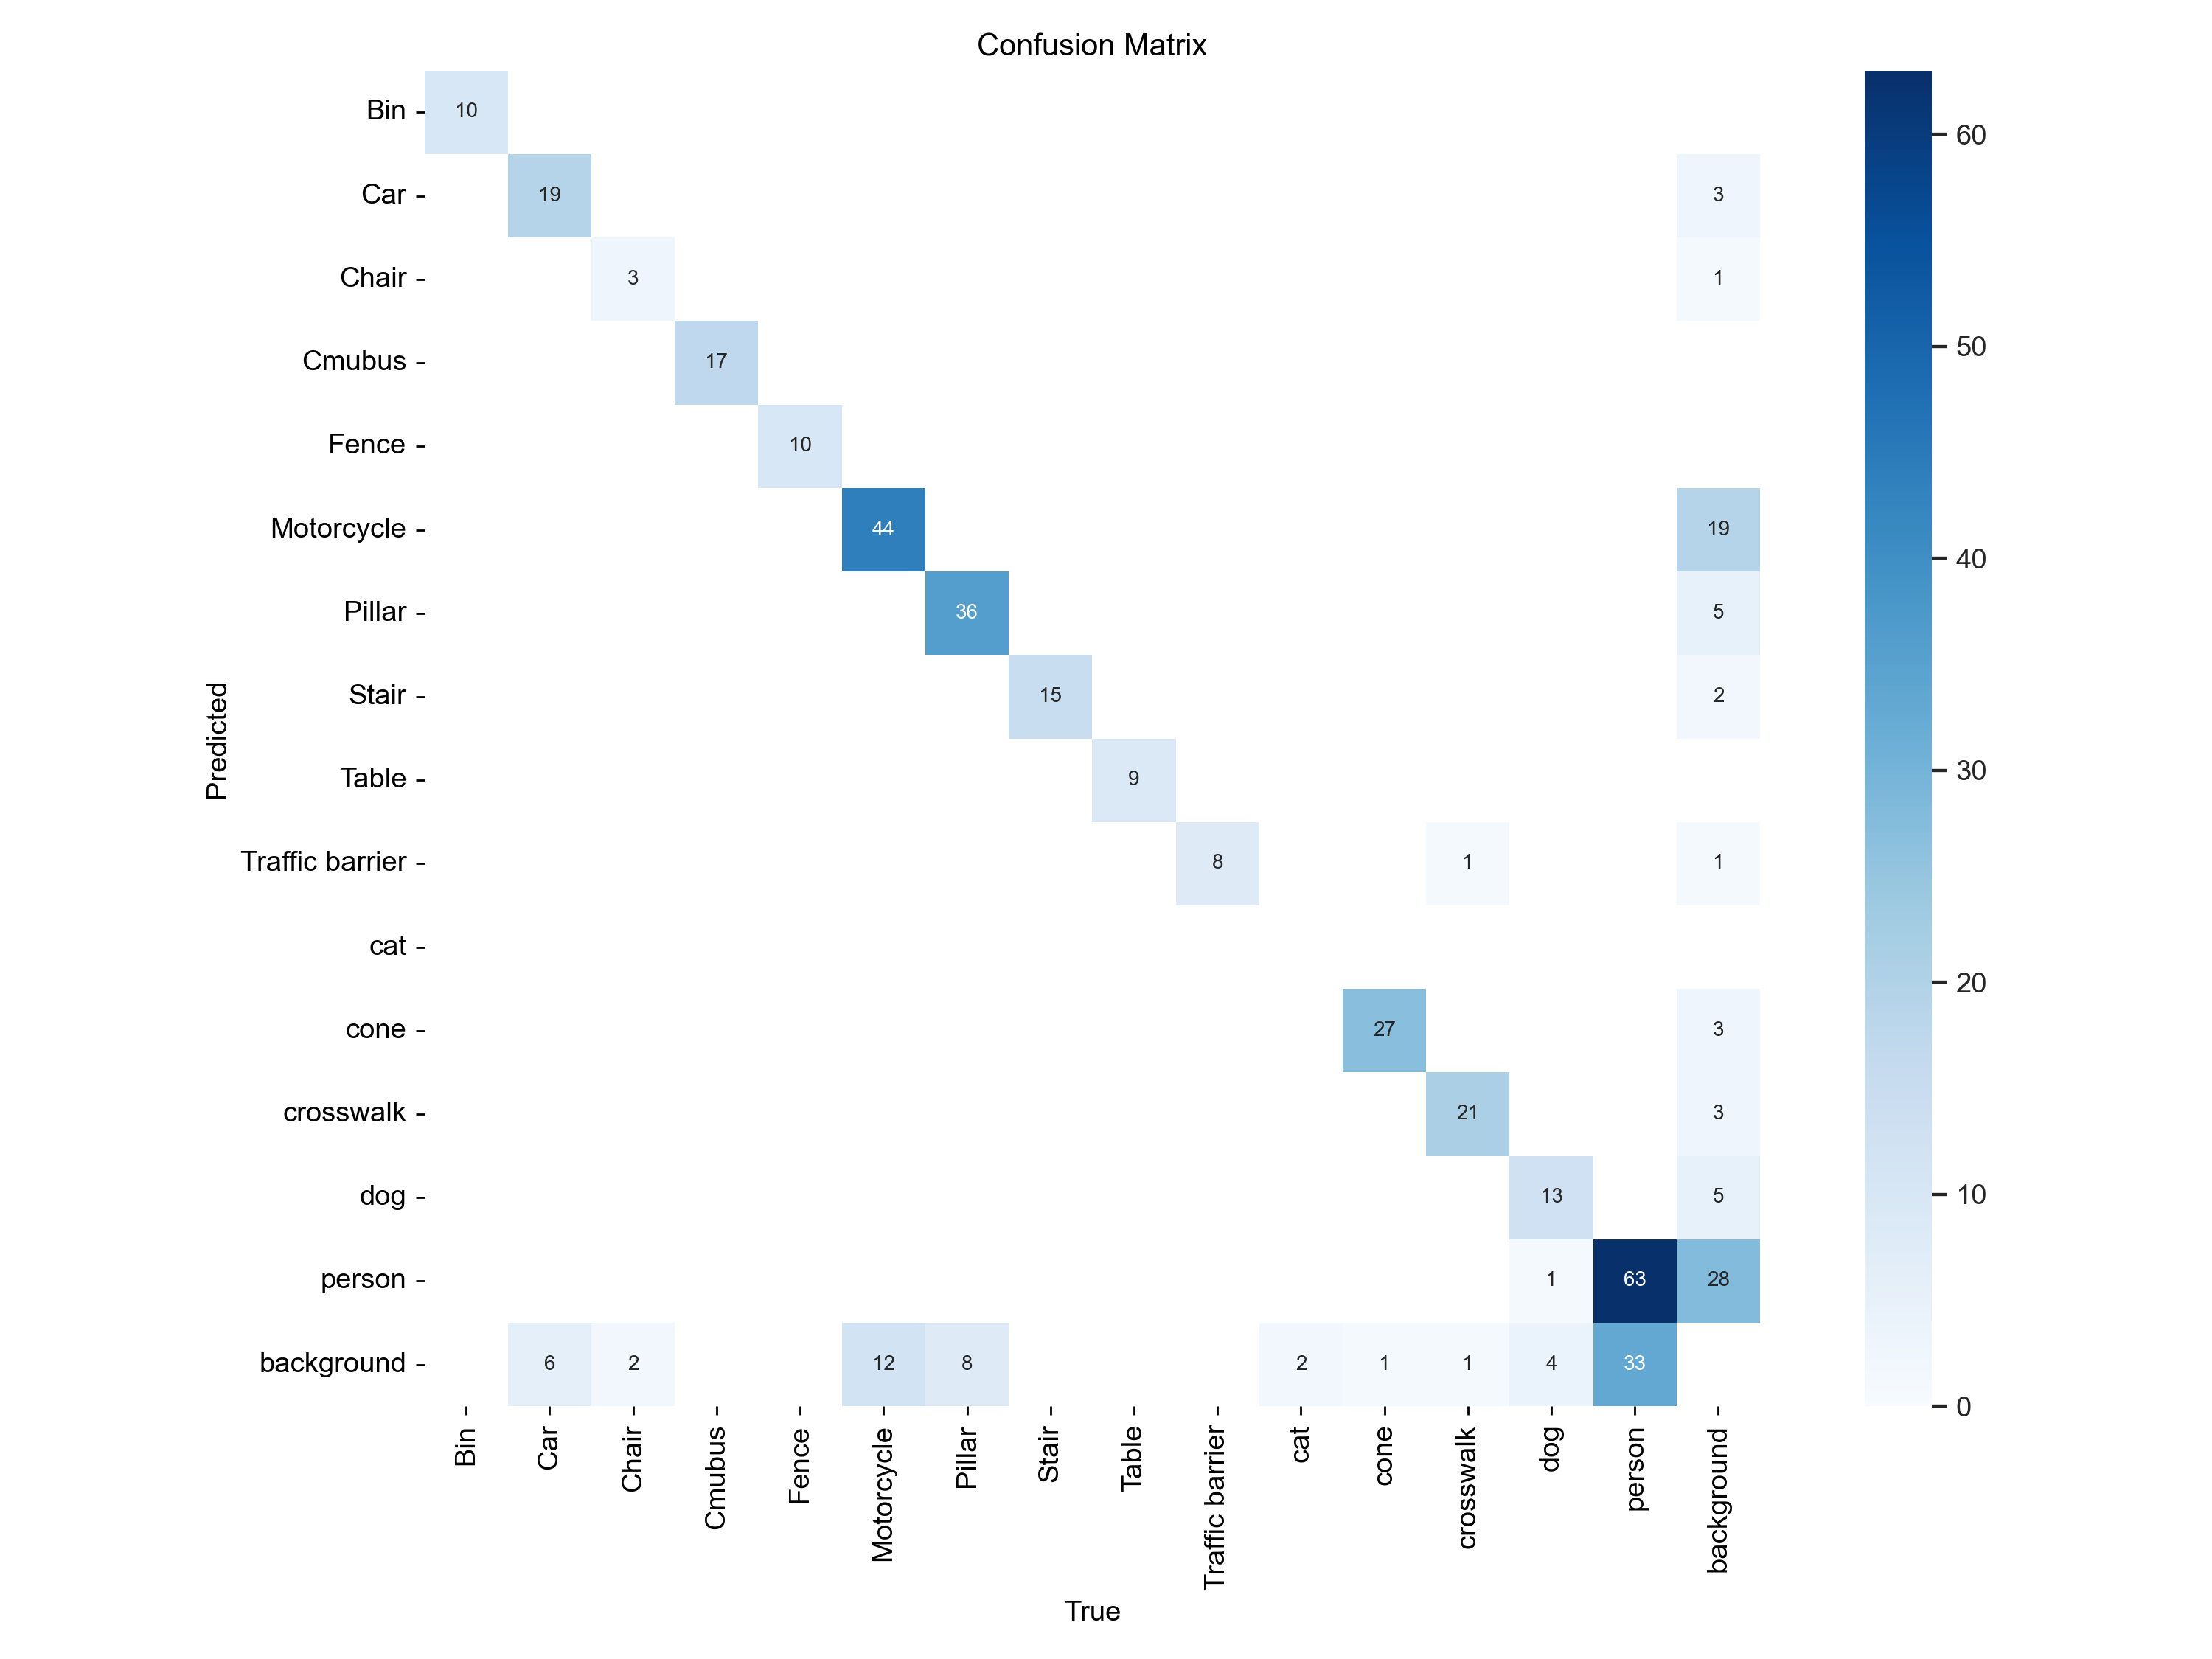 Confusion Matrix
Bin 10
Car 19 3
Chair 3 1
Cmubus 17
Fence 10
Motorcycle 44 19
Pillar 36 5
Stair 15 2
Table 9
Traffic barrier 8 1 1
cat
cone 27 3
crosswalk 21 3
dog 13 5
person 1 63 28
background 6 2 12 8 2 1 1 4 33
Predicted
Bin Car Chair Cmubus Fence Motorcycle Pillar Stair Table Traffic barrier cat cone crosswalk dog person background
True
60
50
40
30
20
10
0